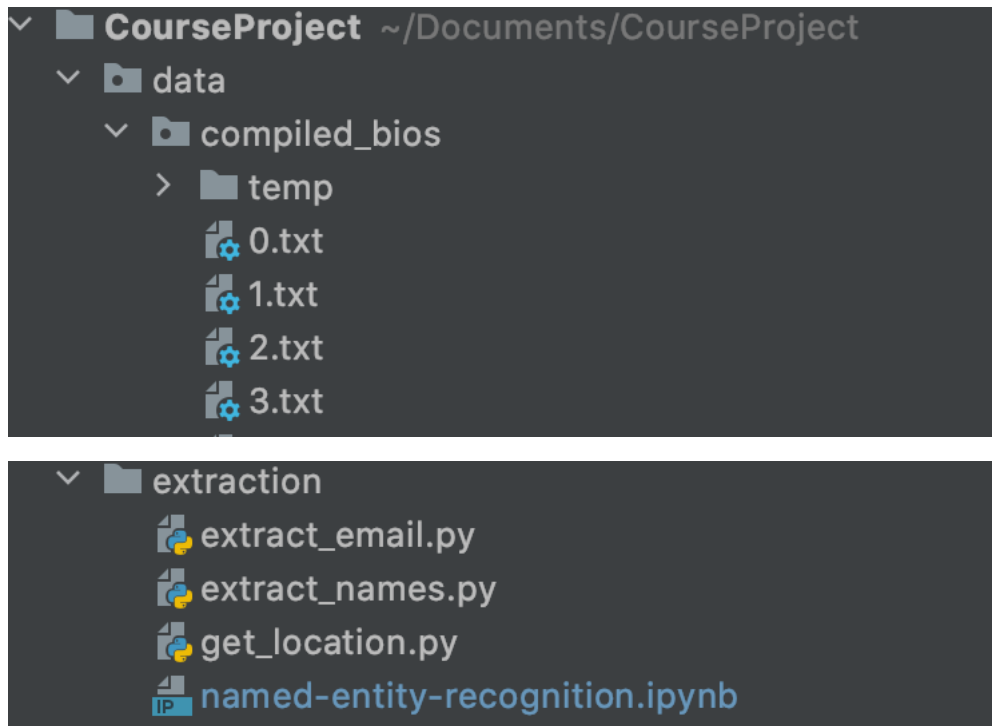 CourseProject ~/Documents/CourseProject
data
compiled_bios
temp
0.txt
1.txt
2.txt
3.txt
extraction
extract_email.py
extract_names.py
get_location.py
IP named-entity-recognition.ipynb